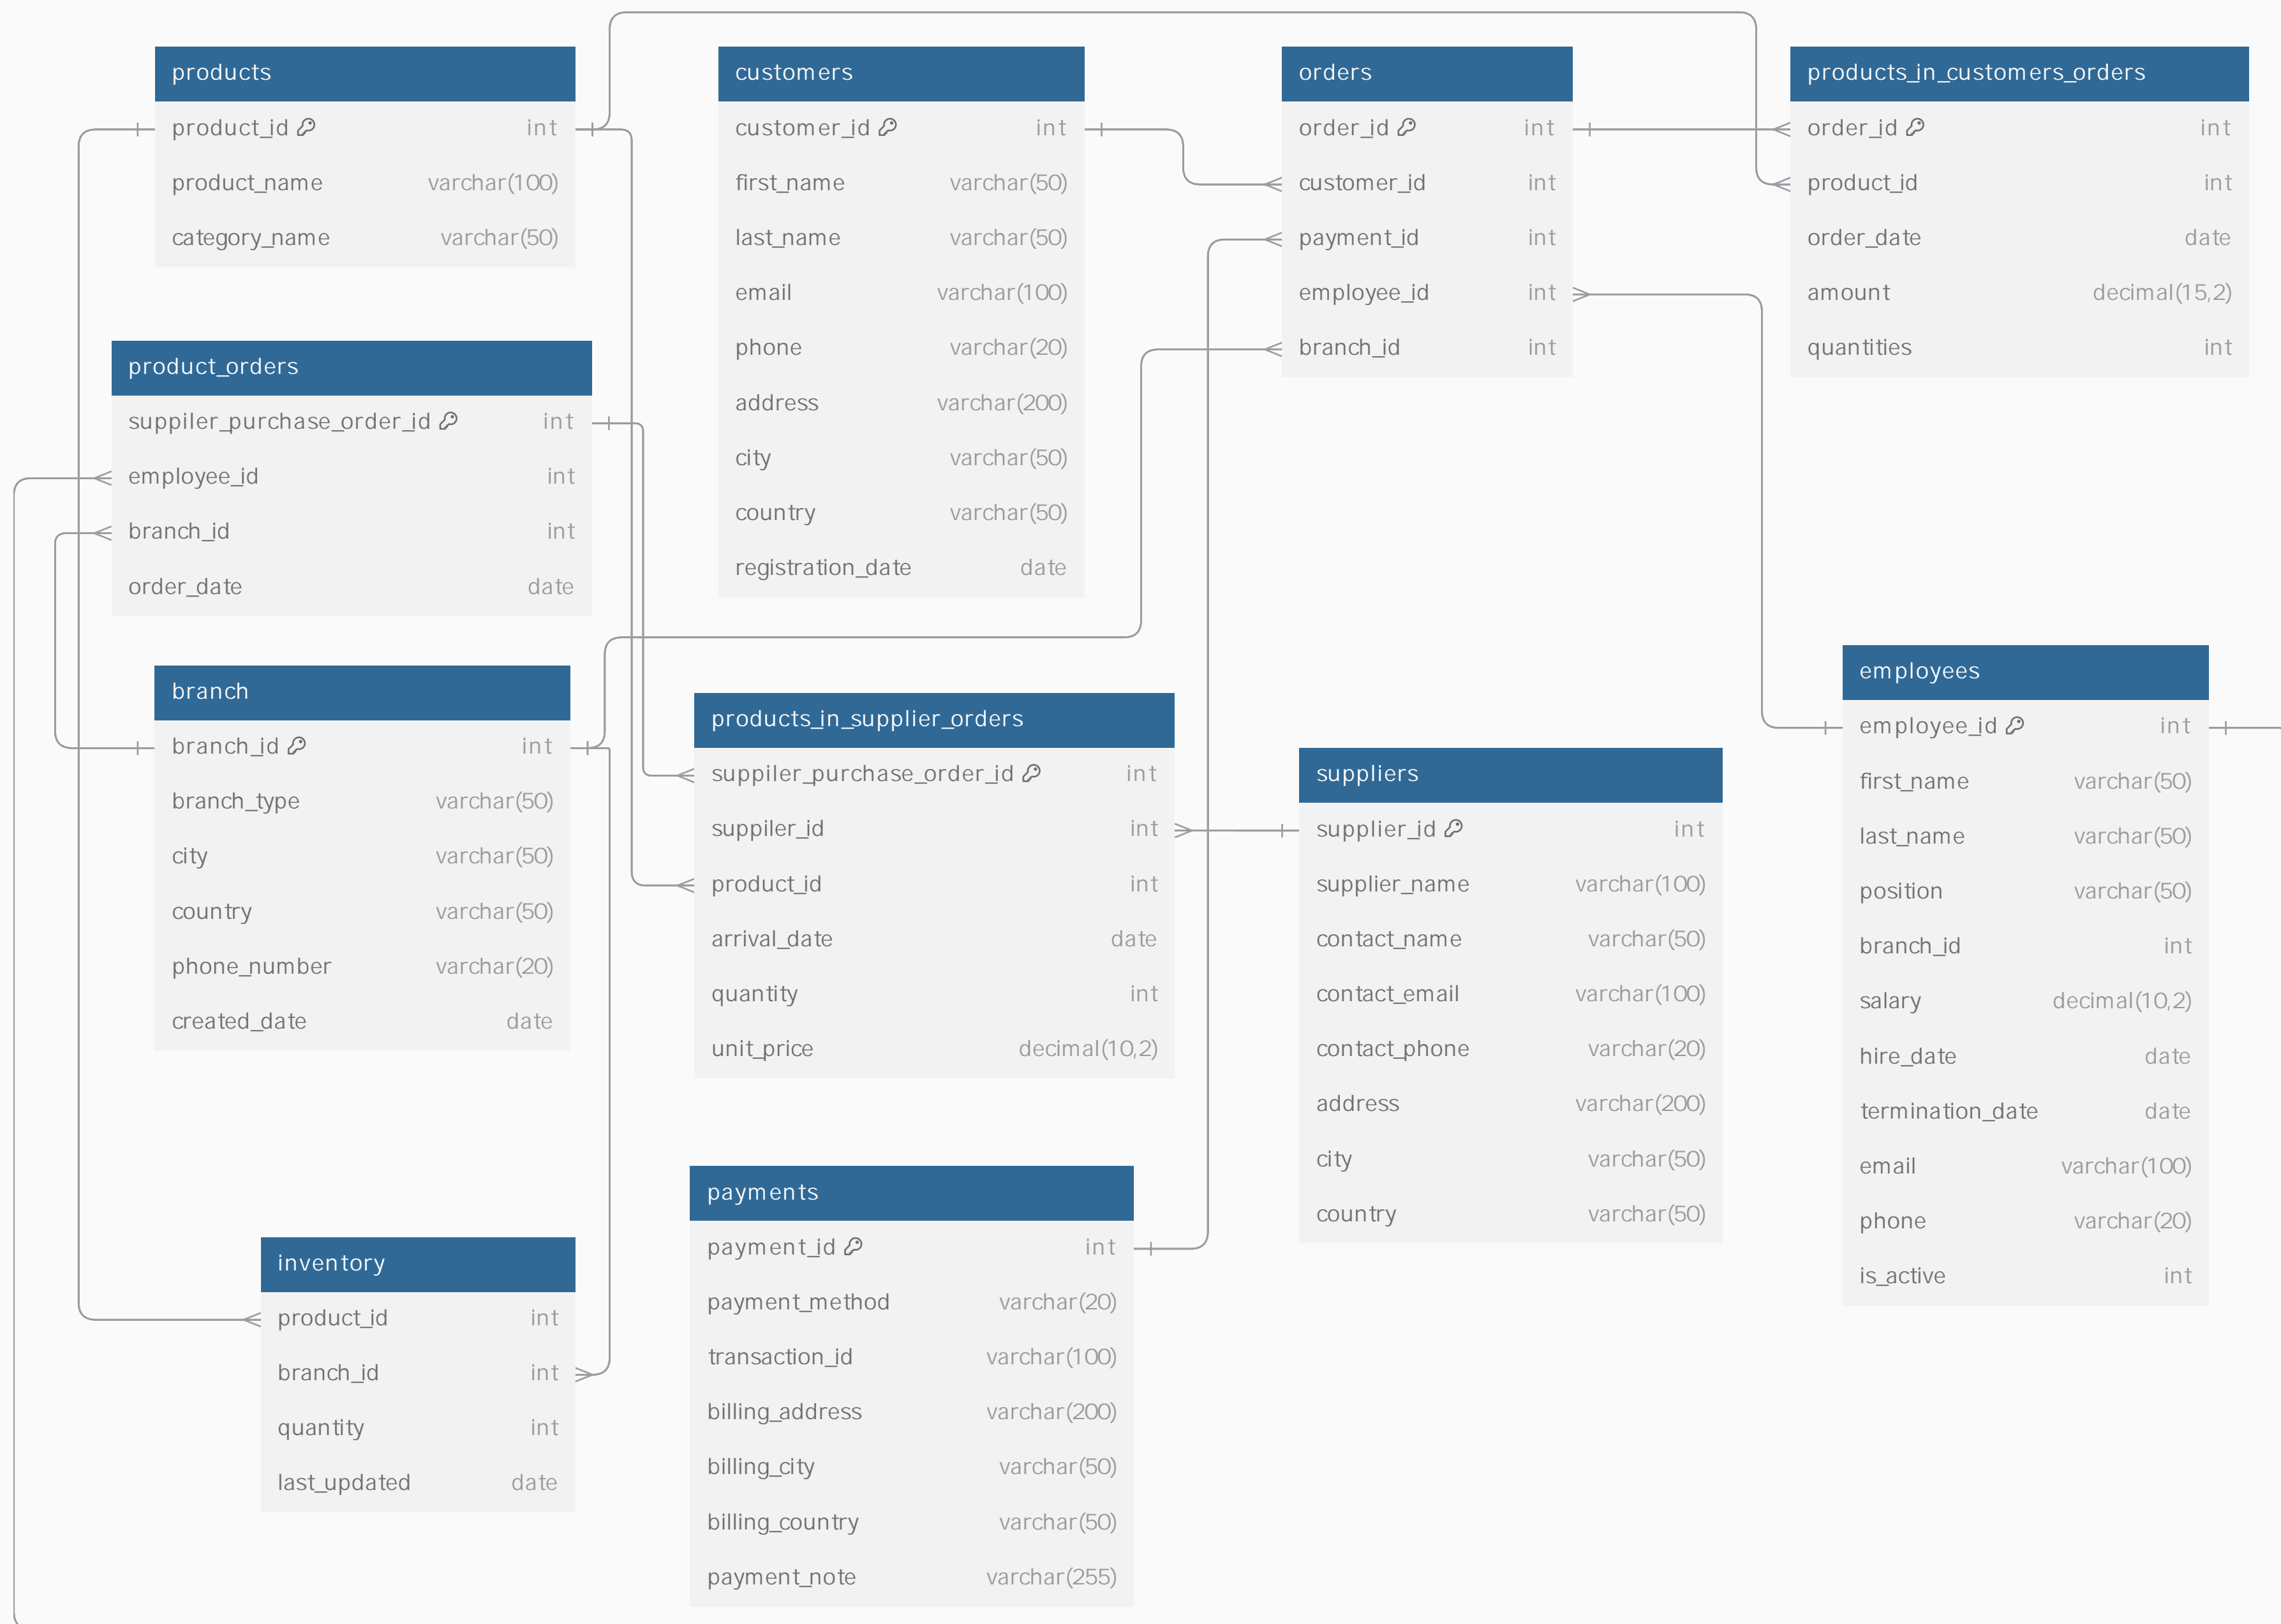 products
product_id int
product_name varchar(100)
category_name varchar(50)
customers
customer_id int
first_name varchar(50)
last_name varchar(50)
email varchar(100)
phone varchar(20)
address varchar(200)
city varchar(50)
country varchar(50)
registration_date date
orders
order_id int
customer_id int
payment_id int
employee_id int
branch_id int
products_in_customers_orders
order_id int
product_id int
order_date date
amount decimal(15,2)
quantities int
product_orders
suppiler_purchase_order_id int
employee_id int
branch_id int
order_date date
branch
branch_id int
branch_type varchar(50)
city varchar(50)
country varchar(50)
phone_number varchar(20)
created_date date
products_in_supplier_orders
suppiler_purchase_order_id int
suppiler_id int
product_id int
arrival_date date
quantity int
unit_price decimal(10,2)
suppliers
supplier_id int
supplier_name varchar(100)
contact_name varchar(50)
contact_email varchar(100)
contact_phone varchar(20)
address varchar(200)
city varchar(50)
country varchar(50)
employees
employee_id int
first_name varchar(50)
last_name varchar(50)
position varchar(50)
branch_id int
salary decimal(10,2)
hire_date date
termination_date date
email varchar(100)
phone varchar(20)
is_active int
inventory
product_id int
branch_id int
quantity int
last_updated date
payments
payment_id int
payment_method varchar(20)
transaction_id varchar(100)
billing_address varchar(200)
billing_city varchar(50)
billing_country varchar(50)
payment_note varchar(255)